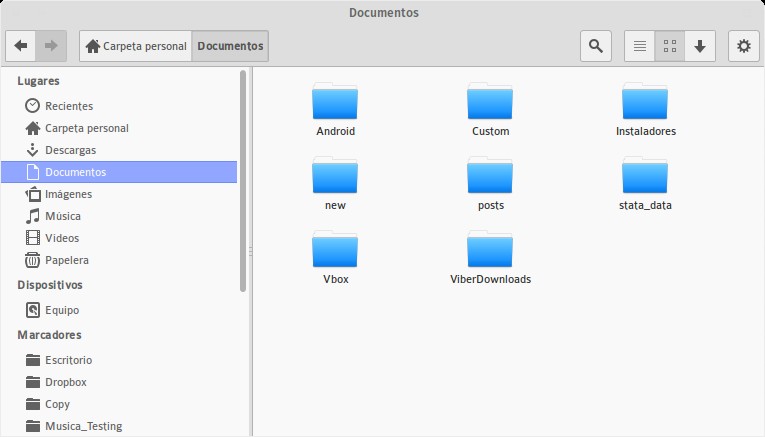 Documentos
Carpeta personal Documentos
Lugares
Recientes
Carpeta personal
Descargas
Documentos
Imágenes
Música
Vídeos
Papelera
Dispositivos
Equipo
Marcadores
Escritorio
Dropbox
Copy
Musica_Testing
Android Custom Instaladores
new posts stata_data
Vbox ViberDownloads